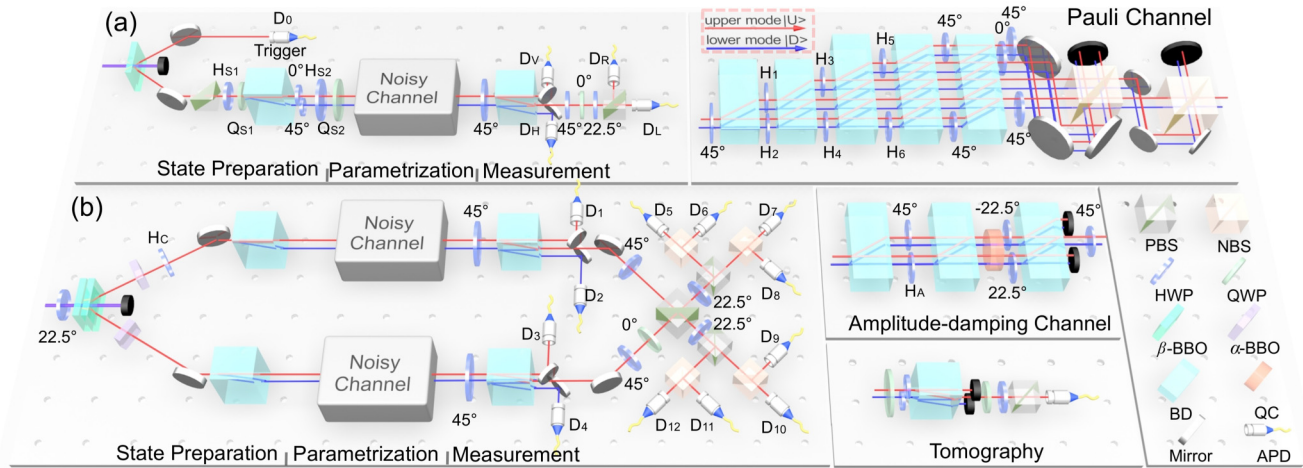 (a)
D0
Trigger
HS1
0°
HS2
QS1
45°
QS2
Noisy
Channel
45°
DV
DH
0°
45°
22.5°
DR
DL
State Preparation
Parametrization
Measurement
upper mode|U>
lower mode|D>
Pauli Channel
45°
H1
H2
H3
H4
H5
H6
45°
0°
45°
45°
45°
(b)
22.5°
HC
Noisy
Channel
45°
D1
D2
45°
D5
D6
D7
D8
22.5°
22.5°
0°
45°
D9
D10
D11
D12
Noisy
Channel
45°
D3
D4
State Preparation
Parametrization
Measurement
45°
HA
-22.5°
22.5°
45°
Amplitude-damping Channel
Tomography
PBS
NBS
HWP
QWP
β-BBO
α-BBO
BD
QC
Mirror
APD